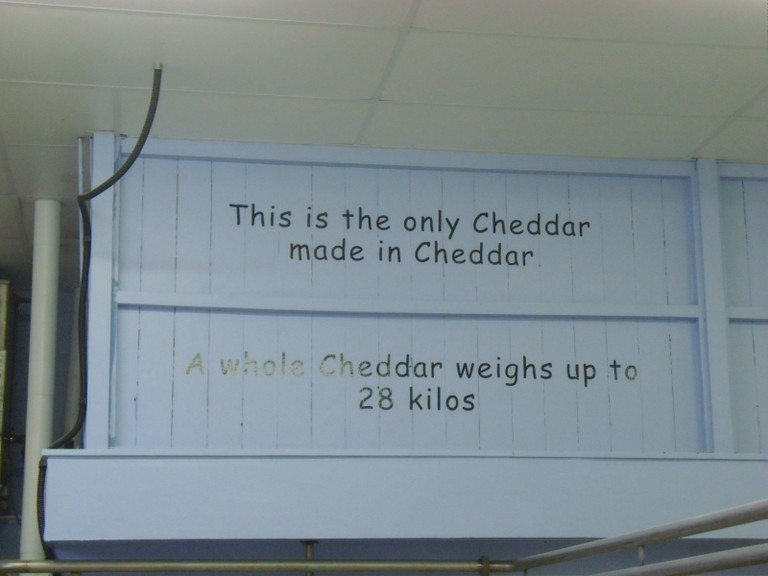 This is the only Cheddar
made in Cheddar
A whole Cheddar weighs up to
28 kilos